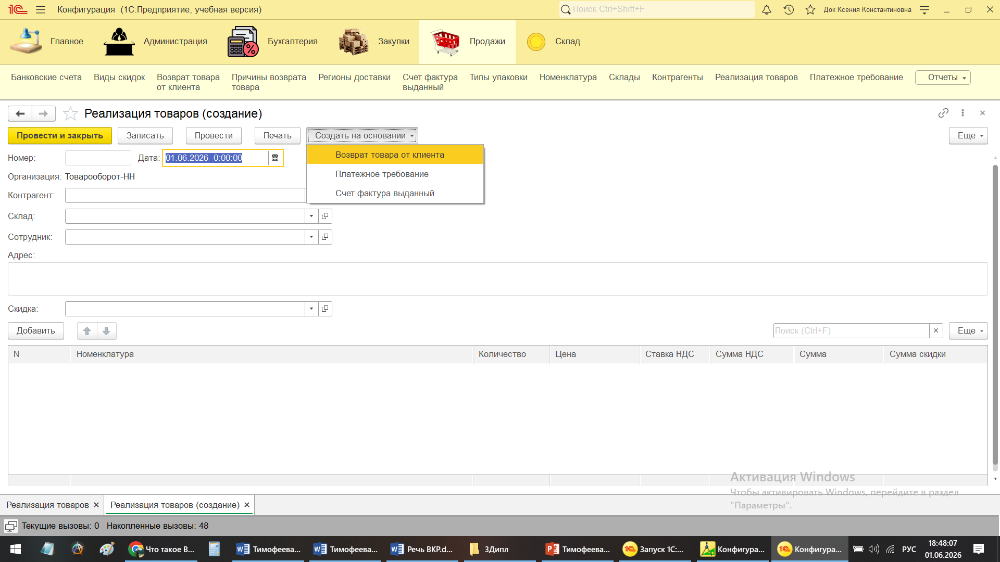 Конфигурация (1С:Предприятие, учебная версия)
Поиск Ctrl+Shift+F
Док Ксения Константиновна
Главное
Администрация
Бухгалтерия
Закупки
Продажи
Склад
Банковские счета
Виды скидок
Возврат товара
от клиента
Причины возврата
товара
Регионы доставки
Счет фактура
выданный
Типы упаковки
Номенклатура
Склады
Контрагенты
Реализация товаров
Платежное требование
Отчеты
Реализация товаров (создание)
Провести и закрыть
Записать
Провести
Печать
Создать на основании
Еще
Возврат товара от клиента
Платежное требование
Счет фактура выданный
Номер:
Дата:
01.06.2026 0:00:00
Организация: Товарооборот-НН
Контрагент:
Склад:
Сотрудник:
Адрес:
Скидка:
Добавить
Поиск (Ctrl+F)
Еще
N
Номенклатура
Количество
Цена
Ставка НДС
Сумма НДС
Сумма
Сумма скидки
Активация Windows
Чтобы активировать Windows, перейдите в раздел
"Параметры".
Реализация товаров
Реализация товаров (создание)
Текущие вызовы: 0 Накопленные вызовы: 48
Что такое В...
Тимофеева...
Тимофеева...
Речь ВКР.d...
3Дипл
Тимофеева...
Запуск 1С:...
Конфигура...
Конфигура...
РУС
18:48:07
01.06.2026